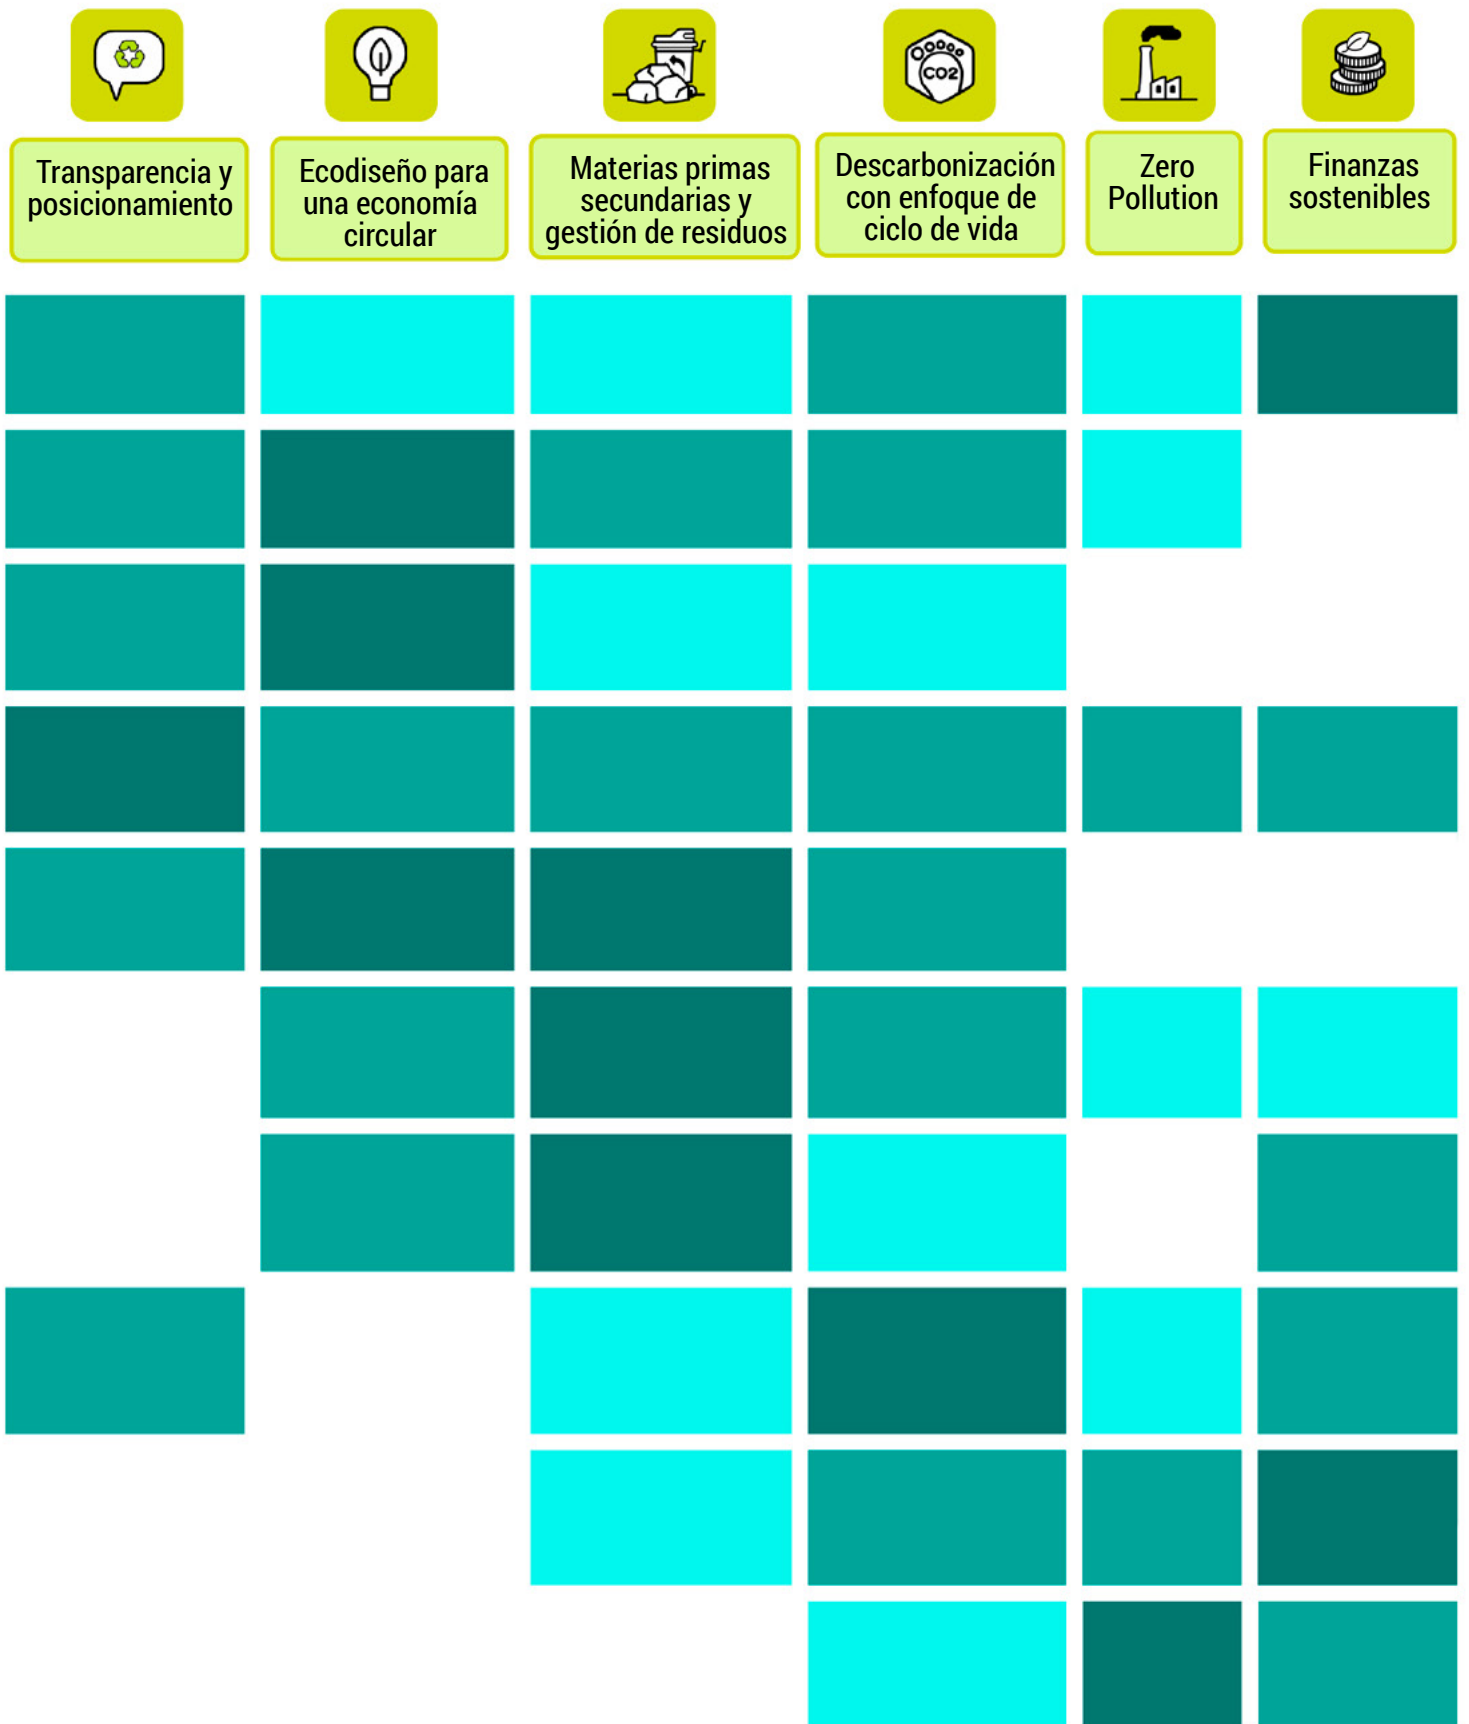 Transparencia y
posicionamiento
Ecodiseño para
una economía
circular
Materias primas
secundarias y
gestión de residuos
CO2
Descarbonización
con enfoque de
ciclo de vida
Zero
Pollution
Finanzas
sostenibles